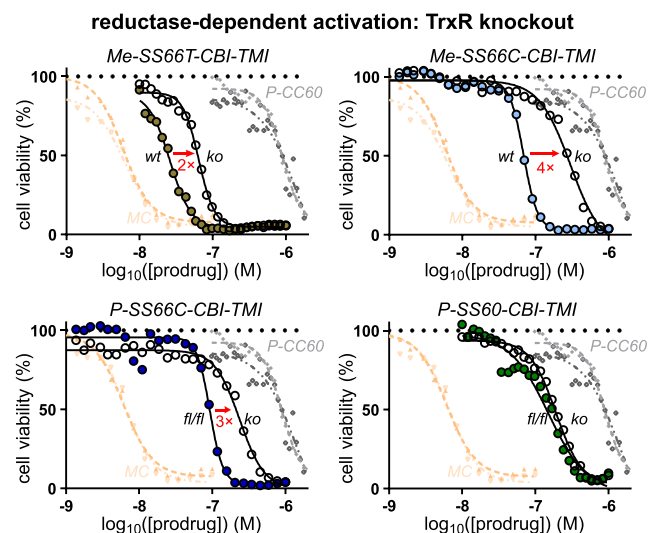 reductase-dependent activation: TrxR knockout
Me-SS66T-CBI-TMI
cell viability (%)
100
50
0
P-CC60
wt
2×
ko
MC
-9 -8 -7 -6
log10([prodrug]) (M)
Me-SS66C-CBI-TMI
cell viability (%)
100
50
0
P-CC60
wt
4×
ko
MC
-9 -8 -7 -6
log10([prodrug]) (M)
P-SS66C-CBI-TMI
cell viability (%)
100
50
0
P-CC60
fl/fl
3×
ko
MC
-9 -8 -7 -6
log10([prodrug]) (M)
P-SS60-CBI-TMI
cell viability (%)
100
50
0
P-CC60
fl/fl
ko
MC
-9 -8 -7 -6
log10([prodrug]) (M)